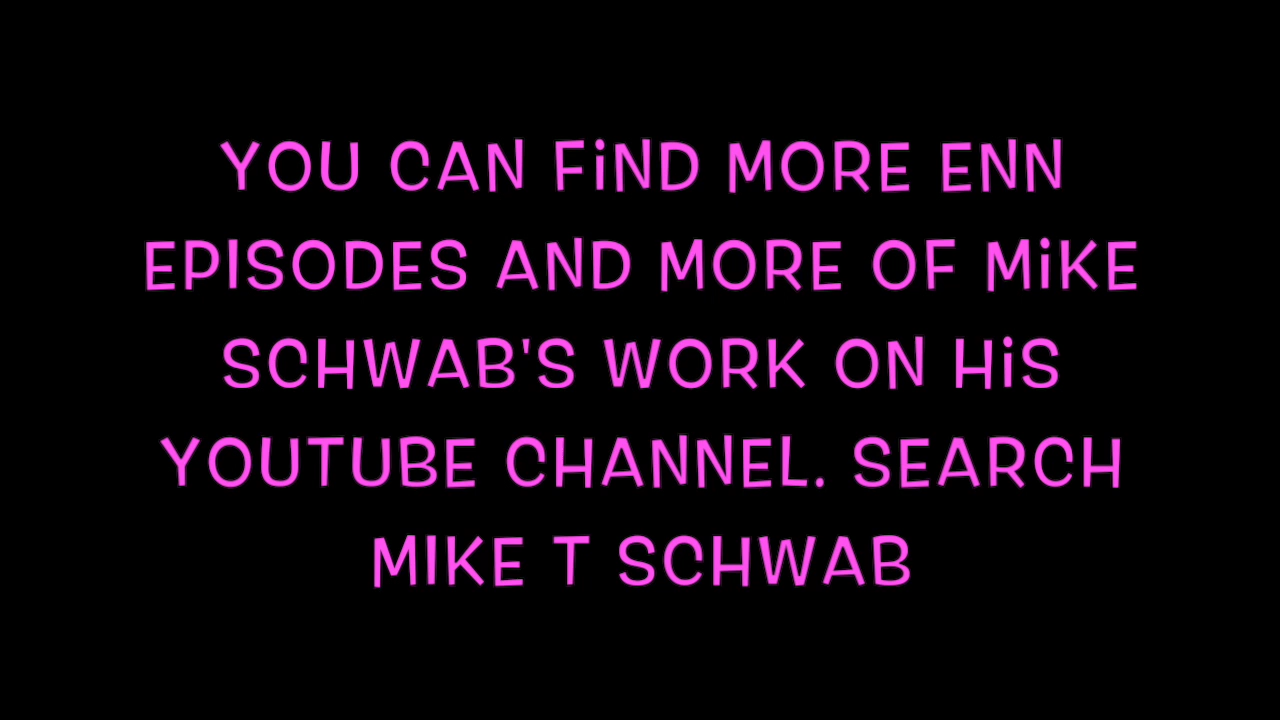 YOU CAN FiND MORE ENN
EPISODES AND MORE OF MiKE
SCHWAB'S WORK ON HiS
YOUTUBE CHANNEL. SEARCH
MIKE T SCHWAB